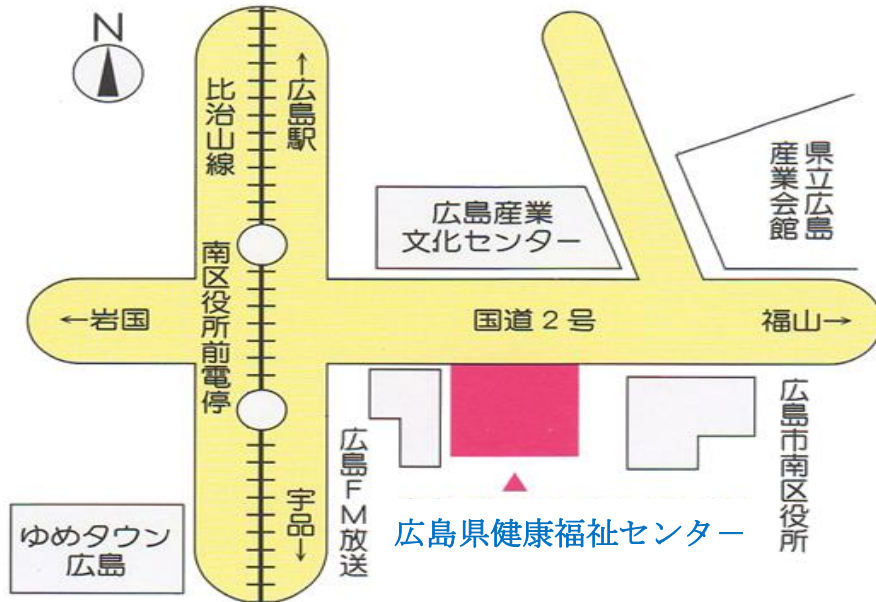 N
比治山線
←広島駅
県立広島
産業会館
広島産業
文化センター
南区役所前電停
←岩国
国道2号
福山→
広島FM放送
広島市南区役所
宇品→
広島県健康福祉センター
ゆめタウン
広島